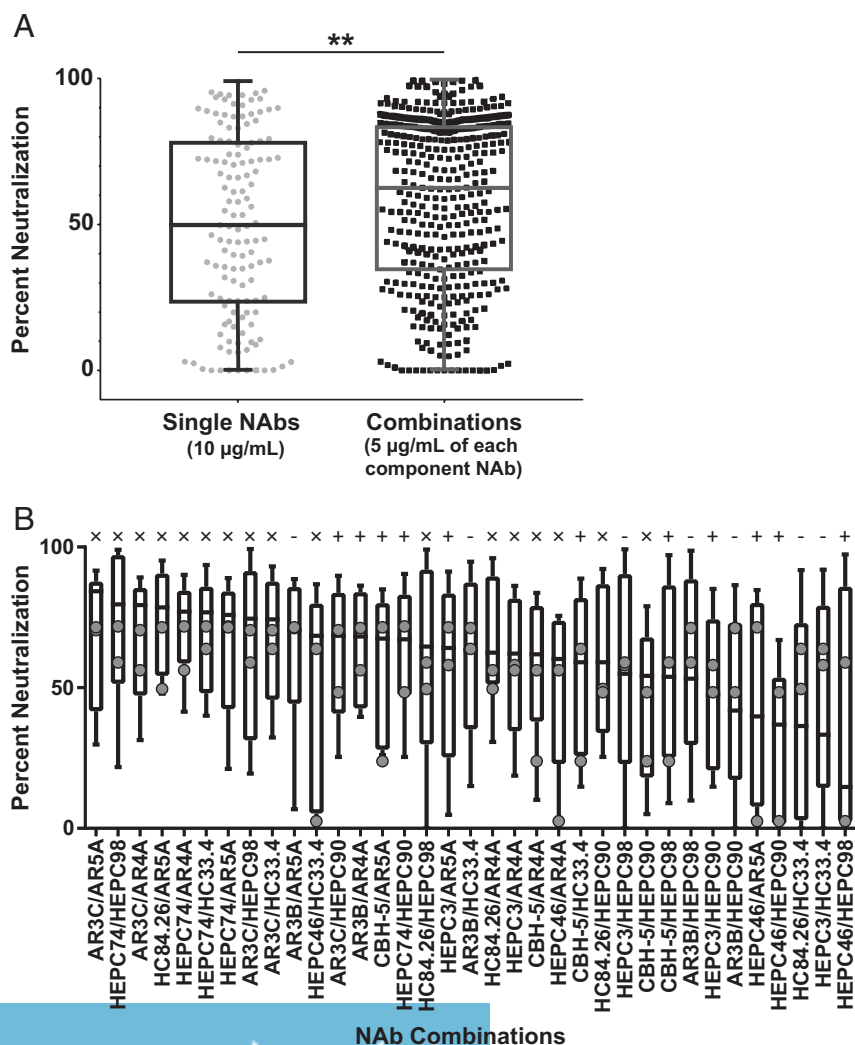 A
**
100
50
0
Percent Neutralization
Single NAbs
(10 µg/mL)
Combinations
(5 µg/mL of each
component NAb)
B
× × × × × × × × × - × + + + + × + - × × × × + × - × + - + - + + - - +
100
50
0
Percent Neutralization
AR3C/AR5A
HEPC74/HEPC98
AR3C/AR4A
HC84.26/AR5A
HEPC74/AR4A
HEPC74/HC33.4
HEPC74/AR5A
AR3C/HEPC98
AR3C/HC33.4
AR3B/AR5A
HEPC46/HC33.4
AR3C/HEPC90
AR3B/AR4A
CBH-5/AR5A
HEPC74/HEPC90
HC84.26/HEPC98
HEPC3/AR5A
AR3B/HC33.4
HC84.26/AR4A
HEPC3/AR4A
CBH-5/AR4A
HEPC46/AR4A
CBH-5/HC33.4
HC84.26/HEPC90
HEPC3/HEPC98
CBH-5/HEPC90
CBH-5/HEPC98
AR3B/HEPC98
HEPC3/HEPC90
AR3B/HEPC90
HEPC46/AR5A
HEPC46/HEPC90
HC84.26/HC33.4
HEPC3/HC33.4
HEPC46/HEPC98
NAb Combinations